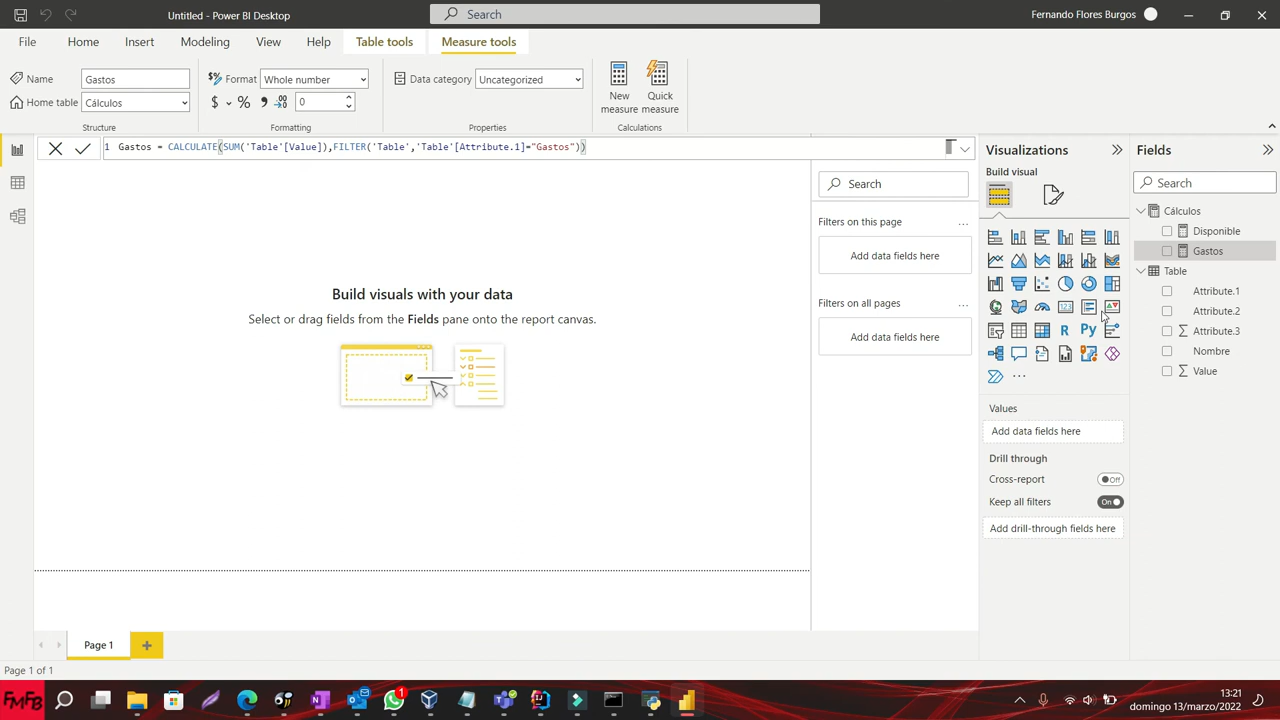 Untitled - Power BI Desktop
Search
Fernando Flores Burgos
File
Home
Insert
Modeling
View
Help
Table tools
Measure tools
Name
Gastos
Home table
Cálculos
Structure
Format
Whole number
$
%
0
Formatting
Data category
Uncategorized
Properties
New measure
Quick measure
Calculations
1 Gastos = CALCULATE(SUM('Table'[Value]),FILTER('Table','Table'[Attribute.1]="Gastos"))
Build visuals with your data
Select or drag fields from the Fields pane onto the report canvas.
Search
Filters on this page
...
Add data fields here
Filters on all pages
...
Add data fields here
Visualizations
Build visual
123
R
Py
...
Values
Add data fields here
Drill through
Cross-report
Off
Keep all filters
On
Add drill-through fields here
Fields
Search
Cálculos
Disponible
Gastos
Table
Attribute.1
Attribute.2
Attribute.3
Nombre
Value
Page 1
Page 1 of 1
FMFB
1
13:21
domingo 13/marzo/2022